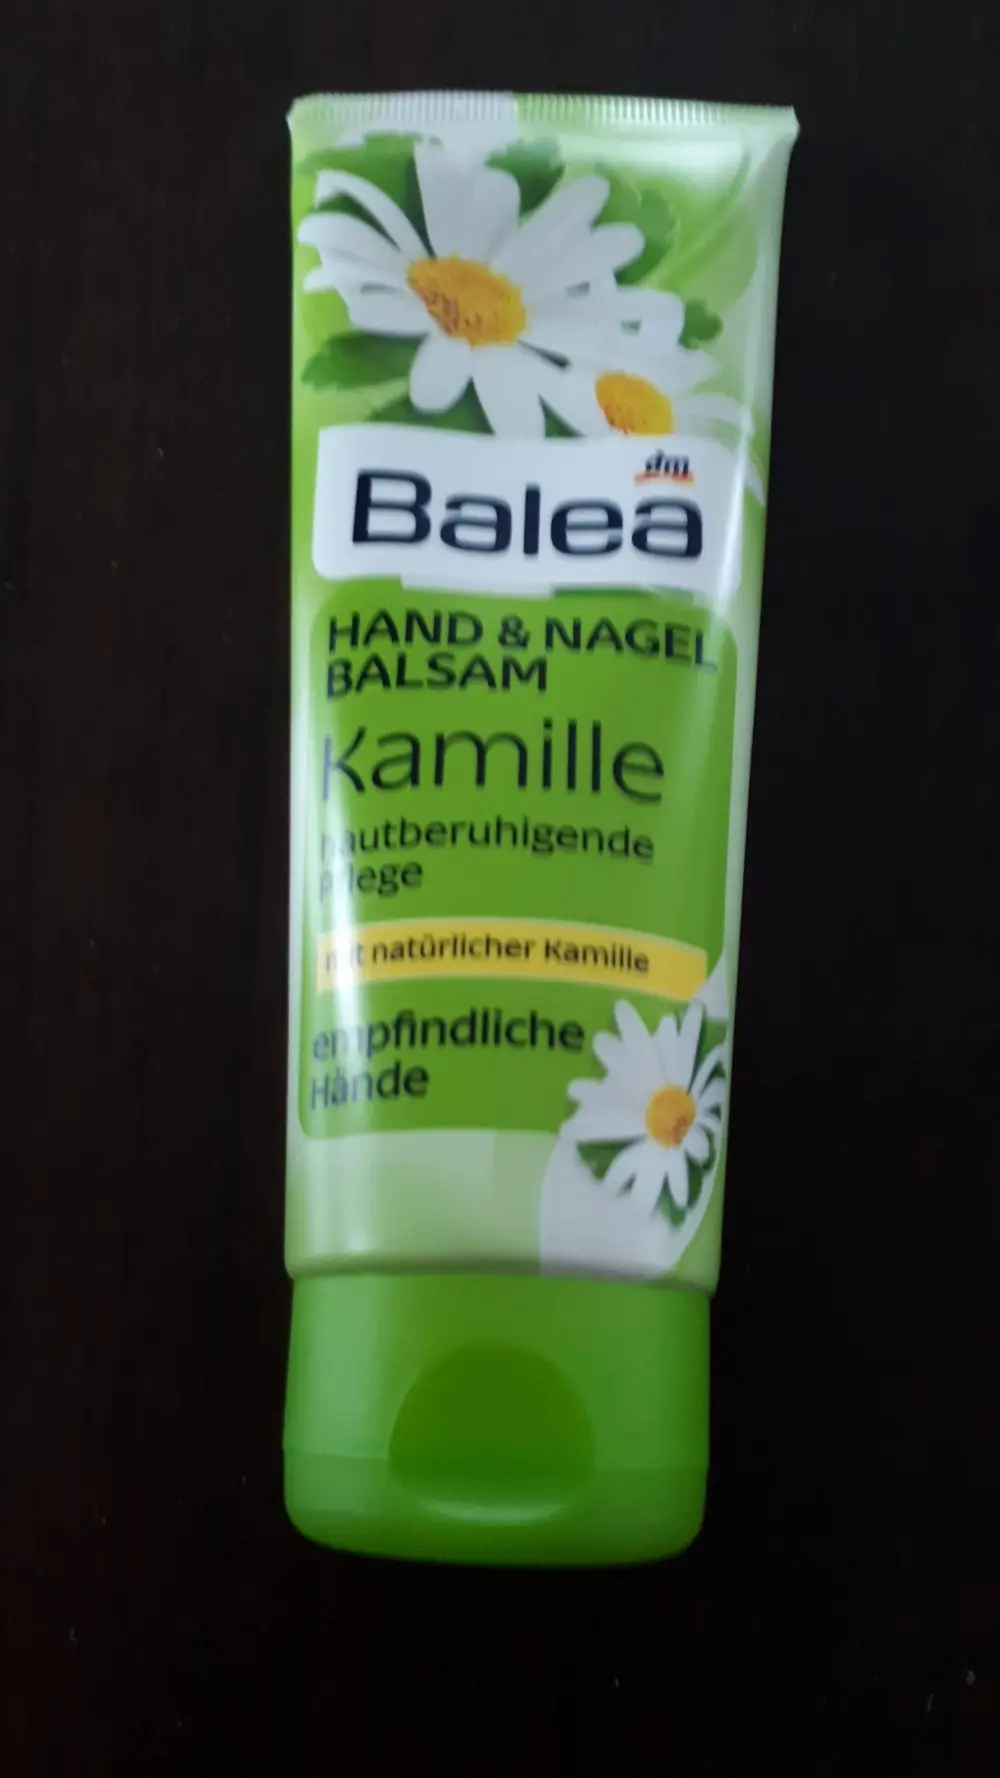 dm
Balea
HAND & NAGEL
BALSAM
Kamille
hautberuhigende
Pflege
mit natürlicher Kamille
empfindliche
Hände